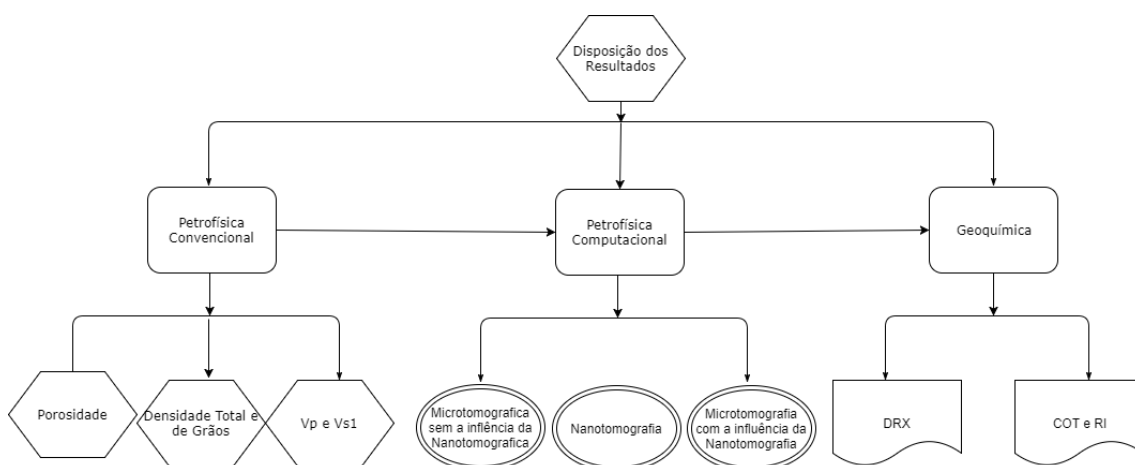 Disposição dos
Resultados
Petrofísica
Convencional
Petrofísica
Computacional
Geoquímica
Porosidade
Densidade Total e
de Grãos
Vp e Vs1
Microtomografica
sem a inflência da
Nanotomografica
Nanotomografia
Microtomografia
com a influência da
Nanotomografia
DRX
COT e RI